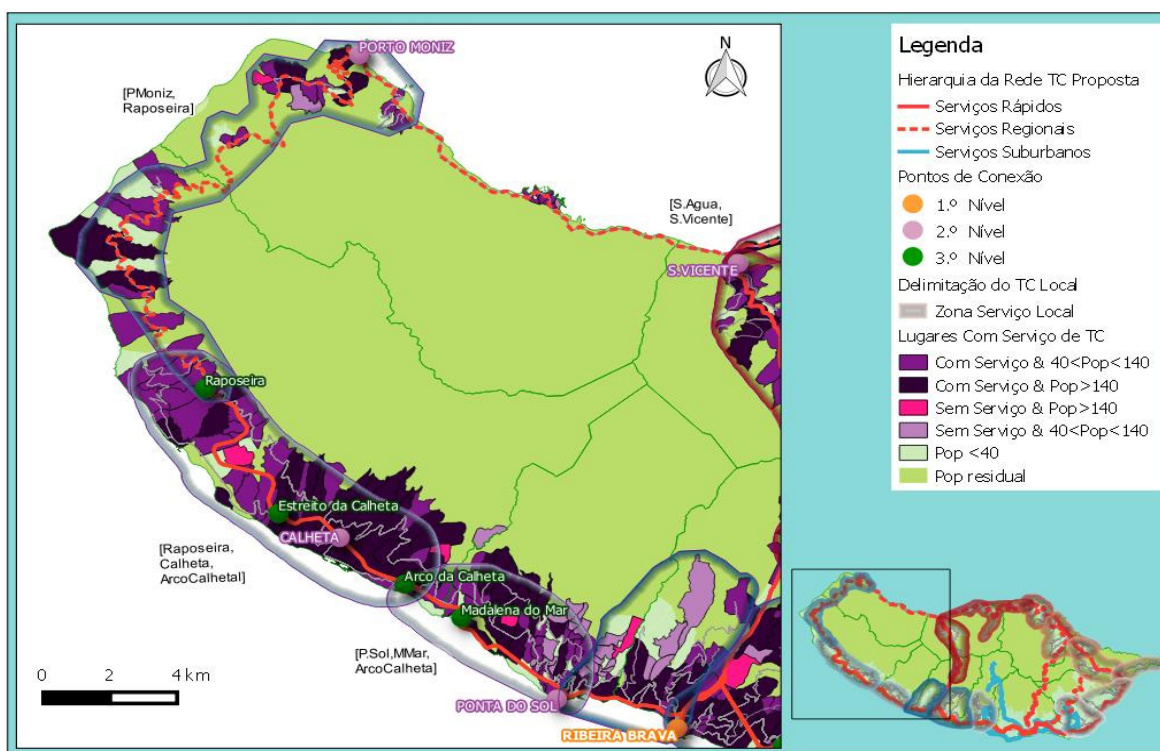 PORTO MONIZ
N
[PMoniz,
Raposeira]
[S.Agua,
S.Vicente]
S.VICENTE
Raposeira
Estreito da Calheta
CALHETA
[Raposeira,
Calheta,
ArcoCalhetal]
Arco da Calheta
Madalena do Mar
[P.Sol,MMar,
ArcoCalheta]
PONTA DO SOL
RIBEIRA BRAVA
0 2 4 km
Legenda
Hierarquia da Rede TC Proposta
Serviços Rápidos
Serviços Regionais
Serviços Suburbanos
Pontos de Conexão
1.º Nível
2.º Nível
3.º Nível
Delimitação do TC Local
Zona Serviço Local
Lugares Com Serviço de TC
Com Serviço & 40<Pop<140
Com Serviço & Pop>140
Sem Serviço & Pop>140
Sem Serviço & 40<Pop<140
Pop <40
Pop residual